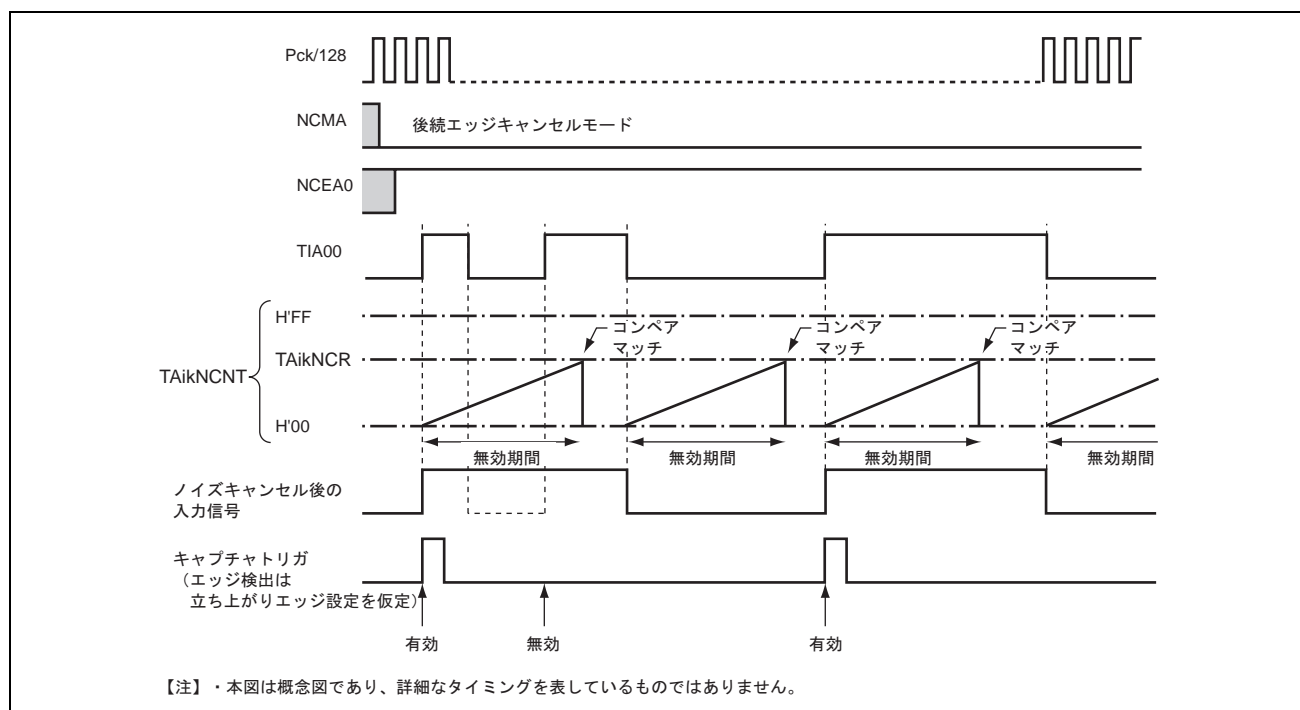 Pck/128
NCMA
後続エッジキャンセルモード
NCEA0
TIA00
TAikNCNT
H'FF
TAikNCR
H'00
コンペア
マッチ
コンペア
マッチ
コンペア
マッチ
無効期間
無効期間
無効期間
無効期間
ノイズキャンセル後の
入力信号
キャプチャトリガ
（エッジ検出は
立ち上がりエッジ設定を仮定）
有効
無効
有効
【注】・本図は概念図であり、詳細なタイミングを表しているものではありません。